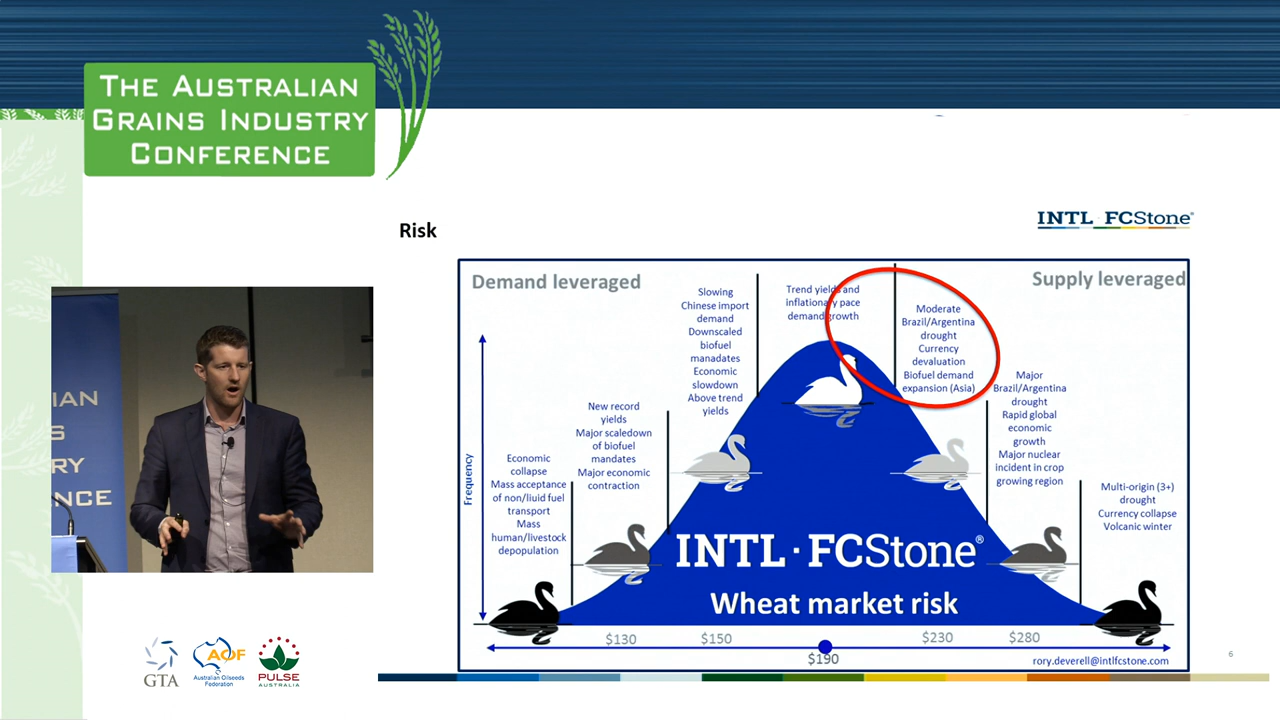 THE AUSTRALIAN
GRAINS INDUSTRY
CONFERENCE
Risk
INTL FCStone®
Demand leveraged
Supply leveraged
Frequency
Economic
collapse
Mass acceptance
of non/liuid fuel
transport
Mass
human/livestock
depopulation
New record
yields
Major scaledown
of biofuel
mandates
Major economic
contraction
Slowing
Chinese import
demand
Downscaled
biofuel
manadates
Economic
slowdown
Above trend
yields
Trend yields and
inflationary pace
demand growth
Moderate
Brazil/Argentina
drought
Currency
devaluation
Biofuel demand
expansion (Asia)
Major
Brazil/Argentina
drought
Rapid global
economic
growth
Major nuclear
incident in crop
growing region
Multi-origin (3+)
drought
Currency collapse
Volcanic winter
INTL·FCStone®
Wheat market risk
$130
$150
$190
$230
$280
rory.deverell@intlfcstone.com
6
IAN
S
RY
NCE
GTA
AOF
Australian Oilseeds
Federation
PULSE
AUSTRALIA